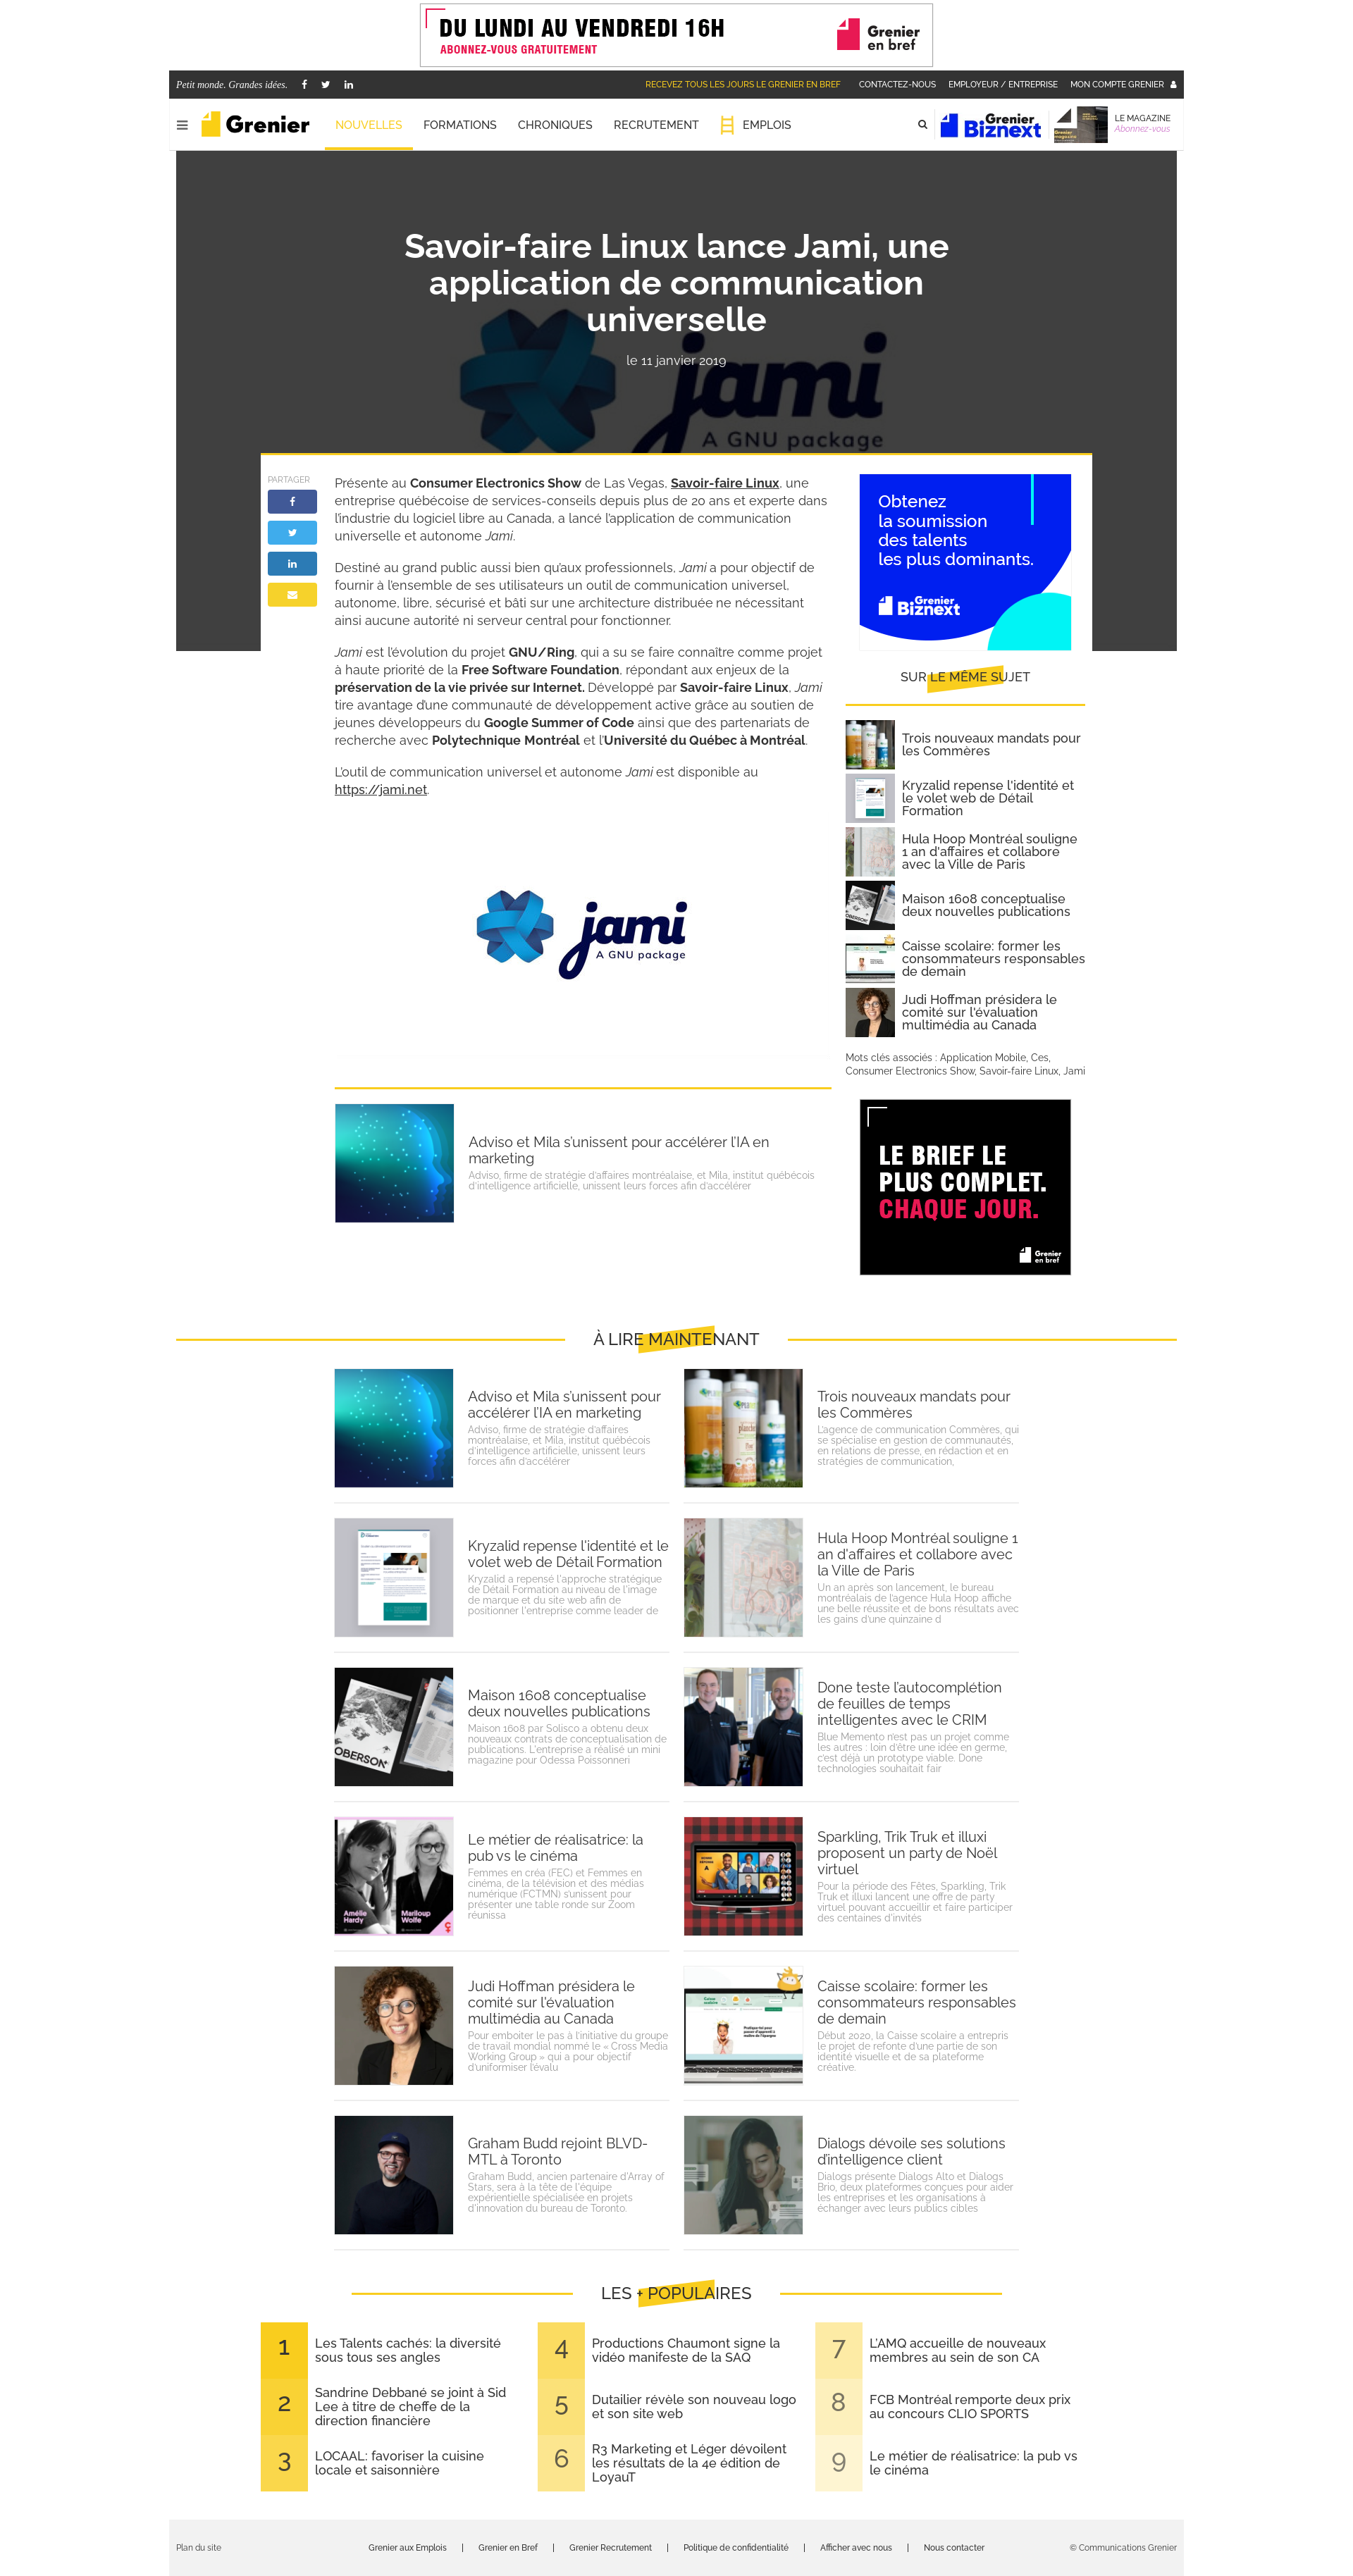 DU LUNDI AU VENDREDI 16H
ABONNEZ-VOUS GRATUITEMENT
Grenier
en bref
Petit monde. Grandes idées.
RECEVEZ TOUS LES JOURS LE GRENIER EN BREF
CONTACTEZ-NOUS
EMPLOYEUR / ENTREPRISE
MON COMPTE GRENIER
Grenier
NOUVELLES
FORMATIONS
CHRONIQUES
RECRUTEMENT
EMPLOIS
Grenier
Biznext
LE MAGAZINE
Abonnez-vous
Savoir-faire Linux lance Jami, une
application de communication
universelle
le 11 janvier 2019
jami
A GNU package
PARTAGER
Présente au Consumer Electronics Show de Las Vegas, Savoir-faire Linux, une
entreprise québécoise de services-conseils depuis plus de 20 ans et experte dans
l’industrie du logiciel libre au Canada, a lancé l’application de communication
universelle et autonome Jami.
Destiné au grand public aussi bien qu’aux professionnels, Jami a pour objectif de
fournir à l’ensemble de ses utilisateurs un outil de communication universel,
autonome, libre, sécurisé et bâti sur une architecture distribuée ne nécessitant
ainsi aucune autorité ni serveur central pour fonctionner.
Jami est l’évolution du projet GNU/Ring, qui a su se faire connaître comme projet
à haute priorité de la Free Software Foundation, répondant aux enjeux de la
préservation de la vie privée sur Internet. Développé par Savoir-faire Linux, Jami
tire avantage d’une communauté de développement active grâce au soutien de
jeunes développeurs du Google Summer of Code ainsi que des partenariats de
recherche avec Polytechnique Montréal et l’Université du Québec à Montréal.
L’outil de communication universel et autonome Jami est disponible au
https://jami.net.
jami
A GNU package
Obtenez
la soumission
des talents
les plus dominants.
Grenier
Biznext
SUR LE MÊME SUJET
Trois nouveaux mandats pour
les Commères
Kryzalid repense l'identité et
le volet web de Détail
Formation
Hula Hoop Montréal souligne
1 an d'affaires et collabore
avec la Ville de Paris
Maison 1608 conceptualise
deux nouvelles publications
Caisse scolaire: former les
consommateurs responsables
de demain
Judi Hoffman présidera le
comité sur l'évaluation
multimédia au Canada
Mots clés associés : Application Mobile, Ces,
Consumer Electronics Show, Savoir-faire Linux, Jami
LE BRIEF LE
PLUS COMPLET.
CHAQUE JOUR.
Grenier
en bref
Adviso et Mila s’unissent pour accélérer l’IA en
marketing
Adviso, firme de stratégie d’affaires montréalaise, et Mila, institut québécois
d'intelligence artificielle, unissent leurs forces afin d’accélérer
À LIRE MAINTENANT
Adviso et Mila s’unissent pour
accélérer l’IA en marketing
Adviso, firme de stratégie d’affaires
montréalaise, et Mila, institut québécois
d'intelligence artificielle, unissent leurs
forces afin d’accélérer
Trois nouveaux mandats pour
les Commères
L’agence de communication Commères, qui
se spécialise en gestion de communautés,
en relations de presse, en rédaction et en
stratégies de communication,
Kryzalid repense l'identité et le
volet web de Détail Formation
Kryzalid a repensé l'approche stratégique
de Détail Formation au niveau de l'image
de marque et du site web afin de
positionner l'entreprise comme leader de
Hula Hoop Montréal souligne 1
an d'affaires et collabore avec
la Ville de Paris
Un an après son lancement, le bureau
montréalais de l’agence Hula Hoop affiche
une belle réussite et de bons résultats avec
les gains d’une quinzaine d
OBERSON
Maison 1608 conceptualise
deux nouvelles publications
Maison 1608 par Solisco a obtenu deux
nouveaux contrats de conceptualisation de
publications. L'entreprise a réalisé un mini
magazine pour Odessa Poissonneri
Done teste l’autocomplétion
de feuilles de temps
intelligentes avec le CRIM
Blue Memento n’est pas un projet comme
les autres : loin d’être une idée en germe,
c’est déjà un prototype viable. Done
technologies souhaitait fair
Amélie
Hardy
Mariloup
Wolfe
Le métier de réalisatrice: la
pub vs le cinéma
Femmes en créa (FEC) et Femmes en
cinéma, de la télévision et des médias
numérique (FCTMN) s’unissent pour
présenter une table ronde sur Zoom
réunissa
Sparkling, Trik Truk et illuxi
proposent un party de Noël
virtuel
Pour la période des Fêtes, Sparkling, Trik
Truk et illuxi lancent une offre de party
virtuel pouvant accueillir et faire participer
des centaines d’invités
Judi Hoffman présidera le
comité sur l'évaluation
multimédia au Canada
Pour emboiter le pas à l’initiative du groupe
de travail mondial nommé le « Cross Media
Working Group » qui a pour objectif
d’uniformiser l’évalu
Caisse scolaire: former les
consommateurs responsables
de demain
Début 2020, la Caisse scolaire a entrepris
le projet de refonte d’une partie de son
identité visuelle et de sa plateforme
créative.
Graham Budd rejoint BLVD-
MTL à Toronto
Graham Budd, ancien partenaire d'Array of
Stars, sera à la tête de l'équipe
expérientielle spécialisée en projets
d'innovation du bureau de Toronto.
Dialogs dévoile ses solutions
d’intelligence client
Dialogs présente Dialogs Alto et Dialogs
Brio, deux plateformes conçues pour aider
les entreprises et les organisations à
échanger avec leurs publics cibles
LES + POPULAIRES
1
Les Talents cachés: la diversité
sous tous ses angles
2
Sandrine Debbané se joint à Sid
Lee à titre de cheffe de la
direction financière
3
LOCAAL: favoriser la cuisine
locale et saisonnière
4
Productions Chaumont signe la
vidéo manifeste de la SAQ
5
Dutailier révèle son nouveau logo
et son site web
6
R3 Marketing et Léger dévoilent
les résultats de la 4e édition de
LoyauT
7
L’AMQ accueille de nouveaux
membres au sein de son CA
8
FCB Montréal remporte deux prix
au concours CLIO SPORTS
9
Le métier de réalisatrice: la pub vs
le cinéma
Plan du site
Grenier aux Emplois | Grenier en Bref | Grenier Recrutement | Politique de confidentialité | Afficher avec nous | Nous contacter
© Communications Grenier